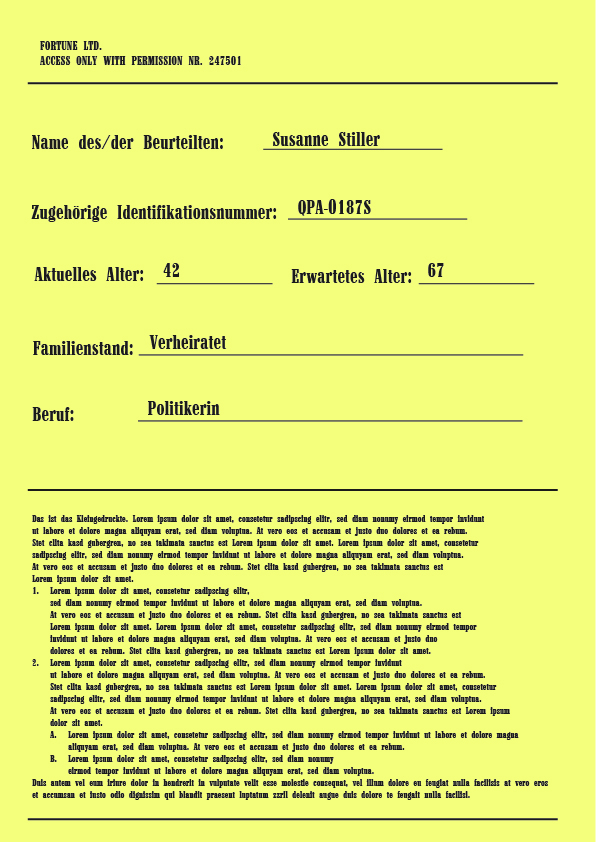 FORTUNE LTD.
ACCESS ONLY WITH PERMISSION NR. 247501
Name des/der Beurteilten: Susanne Stiller
Zugehörige Identifikationsnummer: QPA-0187S
Aktuelles Alter: 42 Erwartetes Alter: 67
Familienstand: Verheiratet
Beruf: Politikerin
Das ist das Kleingedruckte. Lorem ipsum dolor sit amet, consetetur sadipscing elitr, sed diam nonumy eirmod tempor invidunt
ut labore et dolore magna aliquyam erat, sed diam voluptua. At vero eos et accusam et justo duo dolores et ea rebum.
Stet clita kasd gubergren, no sea takimata sanctus est Lorem ipsum dolor sit amet. Lorem ipsum dolor sit amet, consetetur
sadipscing elitr, sed diam nonumy eirmod tempor invidunt ut labore et dolore magna aliquyam erat, sed diam voluptua.
At vero eos et accusam et justo duo dolores et ea rebum. Stet clita kasd gubergren, no sea takimata sanctus est
Lorem ipsum dolor sit amet.
1. Lorem ipsum dolor sit amet, consetetur sadipscing elitr,
sed diam nonumy eirmod tempor invidunt ut labore et dolore magna aliquyam erat, sed diam voluptua.
At vero eos et accusam et justo duo dolores et ea rebum. Stet clita kasd gubergren, no sea takimata sanctus est
Lorem ipsum dolor sit amet. Lorem ipsum dolor sit amet, consetetur sadipscing elitr, sed diam nonumy eirmod tempor
invidunt ut labore et dolore magna aliquyam erat, sed diam voluptua. At vero eos et accusam et justo duo
dolores et ea rebum. Stet clita kasd gubergren, no sea takimata sanctus est Lorem ipsum dolor sit amet.
2. Lorem ipsum dolor sit amet, consetetur sadipscing elitr, sed diam nonumy eirmod tempor invidunt
ut labore et dolore magna aliquyam erat, sed diam voluptua. At vero eos et accusam et justo duo dolores et ea rebum.
Stet clita kasd gubergren, no sea takimata sanctus est Lorem ipsum dolor sit amet. Lorem ipsum dolor sit amet, consetetur
sadipscing elitr, sed diam nonumy eirmod tempor invidunt ut labore et dolore magna aliquyam erat, sed diam voluptua.
At vero eos et accusam et justo duo dolores et ea rebum. Stet clita kasd gubergren, no sea takimata sanctus est Lorem ipsum
dolor sit amet.
A. Lorem ipsum dolor sit amet, consetetur sadipscing elitr, sed diam nonumy eirmod tempor invidunt ut labore et dolore magna
aliquyam erat, sed diam voluptua. At vero eos et accusam et justo duo dolores et ea rebum.
B. Lorem ipsum dolor sit amet, consetetur sadipscing elitr, sed diam nonumy
eirmod tempor invidunt ut labore et dolore magna aliquyam erat, sed diam voluptua.
Duis autem vel eum iriure dolor in hendrerit in vulputate velit esse molestie consequat, vel illum dolore eu feugiat nulla facilisis at vero eros
et accumsan et iusto odio dignissim qui blandit praesent luptatum zzril delenit augue duis dolore te feugait nulla facilisi.